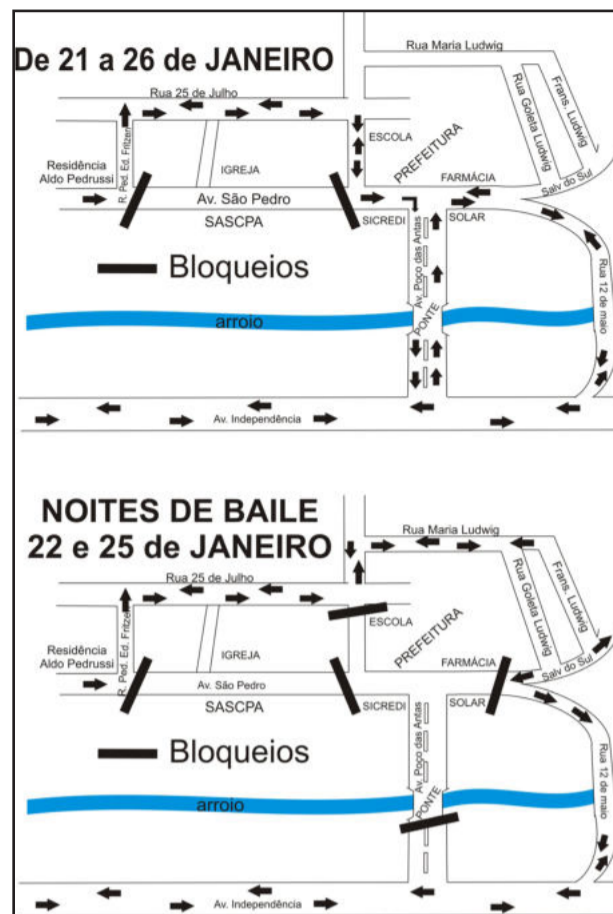 De 21 a 26 de JANEIRO
Rua Maria Ludwig
Rua 25 de Julho
Rua Goleta Ludwig
Frans. Ludwig
R. Ped. Ed. Fritzen
ESCOLA
PREFEITURA
Residência
Aldo Pedrussi
IGREJA
FARMÁCIA
Salv do Sul
Av. São Pedro
SASCPA
SICREDI
SOLAR
Av. Poço das Antas
Rua 12 de maio
Bloqueios
arroio
PONTE
Av. Independência
NOITES DE BAILE
22 e 25 de JANEIRO
Rua Maria Ludwig
Rua 25 de Julho
Rua Goleta Ludwig
Frans. Ludwig
R. Ped. Ed. Fritzen
ESCOLA
PREFEITURA
Residência
Aldo Pedrussi
IGREJA
FARMÁCIA
Salv do Sul
Av. São Pedro
SASCPA
SICREDI
SOLAR
Av. Poço das Antas
Rua 12 de maio
Bloqueios
arroio
PONTE
Av. Independência